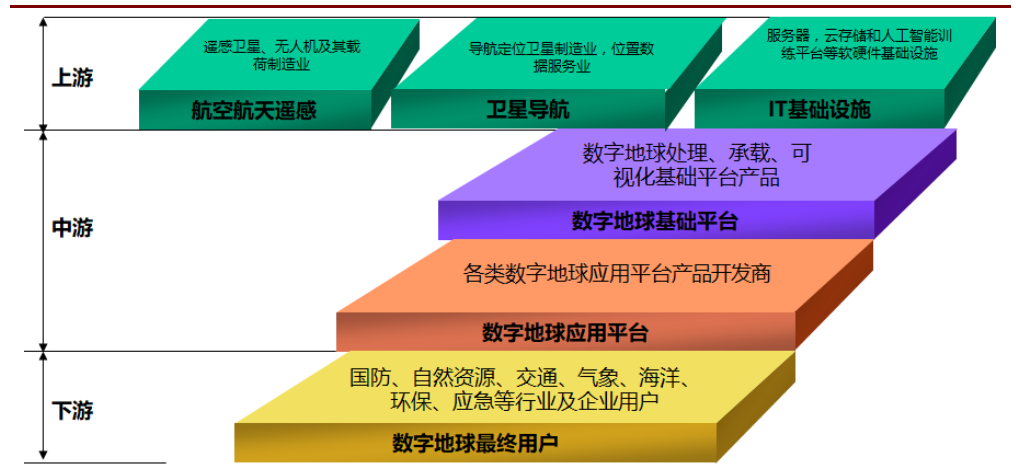 上游
遥感卫星、无人机及其载
荷制造业
航空航天遥感
导航定位卫星制造业，位置数
据服务业
卫星导航
服务器，云存储和人工智能训
练平台等软硬件基础设施
IT基础设施
中游
数字地球处理、承载、可
视化基础平台产品
数字地球基础平台
各类数字地球应用平台产品开发商
数字地球应用平台
下游
国防、自然资源、交通、气象、海洋、
环保、应急等行业及企业用户
数字地球最终用户